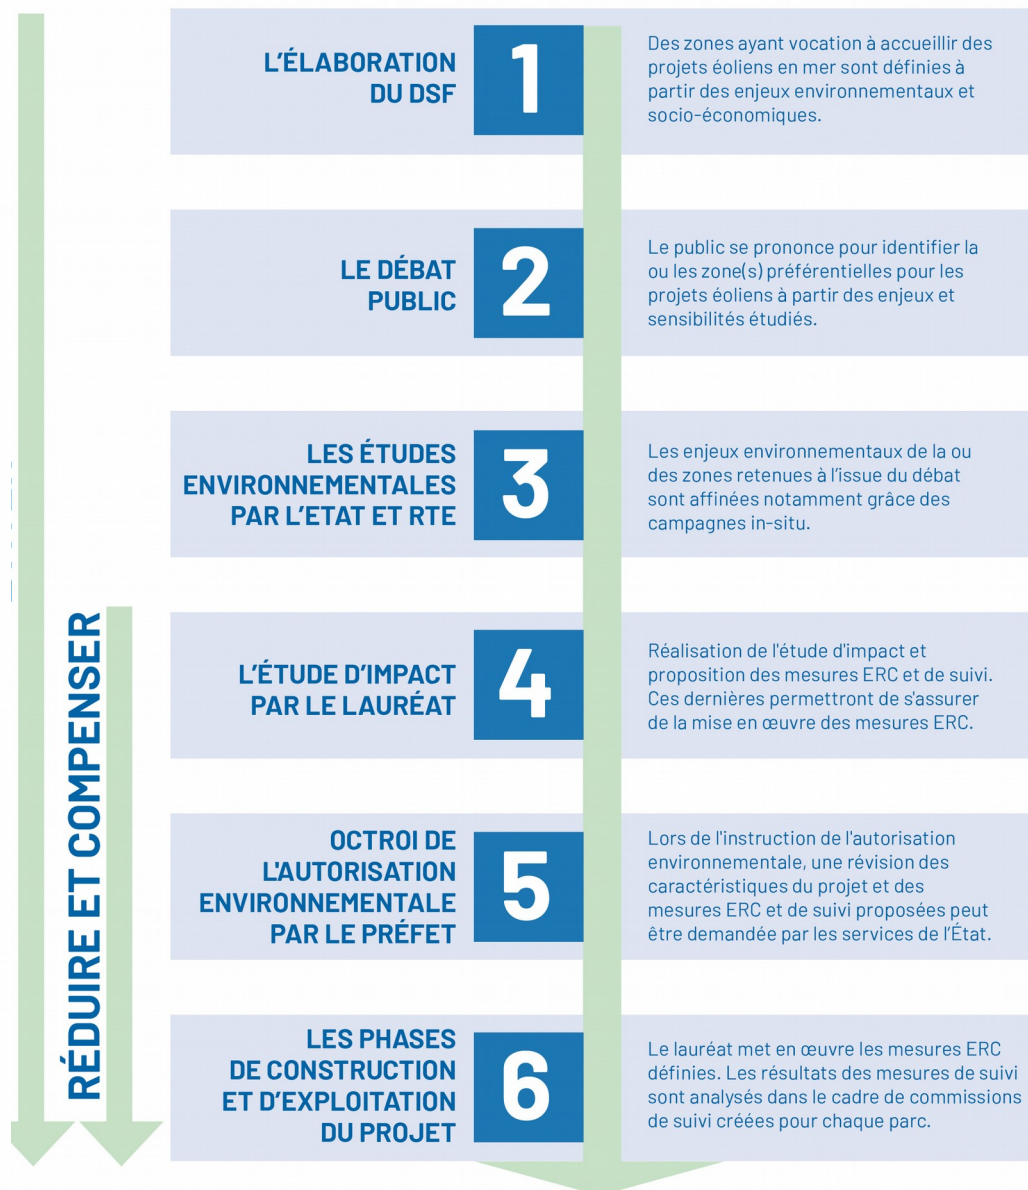 L'ÉLABORATION
DU DSF
1
Des zones ayant vocation à accueillir des
projets éoliens en mer sont définies à
partir des enjeux environnementaux et
socio-économiques.
LE DÉBAT
PUBLIC
2
Le public se prononce pour identifier la
ou les zone(s) préférentielles pour les
projets éoliens à partir des enjeux et
sensibilités étudiés.
LES ÉTUDES
ENVIRONNEMENTALES
PAR L'ETAT ET RTE
3
Les enjeux environnementaux de la ou
des zones retenues à l'issue du débat
sont affinées notamment grâce des
campagnes in-situ.
RÉDUIRE ET COMPENSER
L'ÉTUDE D'IMPACT
PAR LE LAURÉAT
4
Réalisation de l'étude d'impact et
proposition des mesures ERC et de suivi.
Ces dernières permettront de s'assurer
de la mise en œuvre des mesures ERC.
OCTROI DE
L'AUTORISATION
ENVIRONNEMENTALE
PAR LE PRÉFET
5
Lors de l'instruction de l'autorisation
environnementale, une révision des
caractéristiques du projet et des
mesures ERC et de suivi proposées peut
être demandée par les services de l'État.
LES PHASES
DE CONSTRUCTION
ET D'EXPLOITATION
DU PROJET
6
Le lauréat met en œuvre les mesures ERC
définies. Les résultats des mesures de suivi
sont analysés dans le cadre de commissions
de suivi créées pour chaque parc.